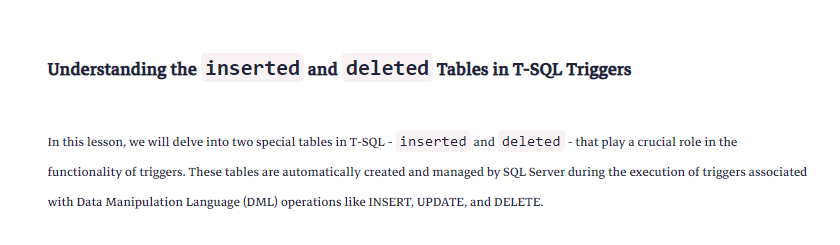 Understanding the inserted and deleted Tables in T-SQL Triggers
In this lesson, we will delve into two special tables in T-SQL - inserted and deleted - that play a crucial role in the
functionality of triggers. These tables are automatically created and managed by SQL Server during the execution of triggers associated
with Data Manipulation Language (DML) operations like INSERT, UPDATE, and DELETE.